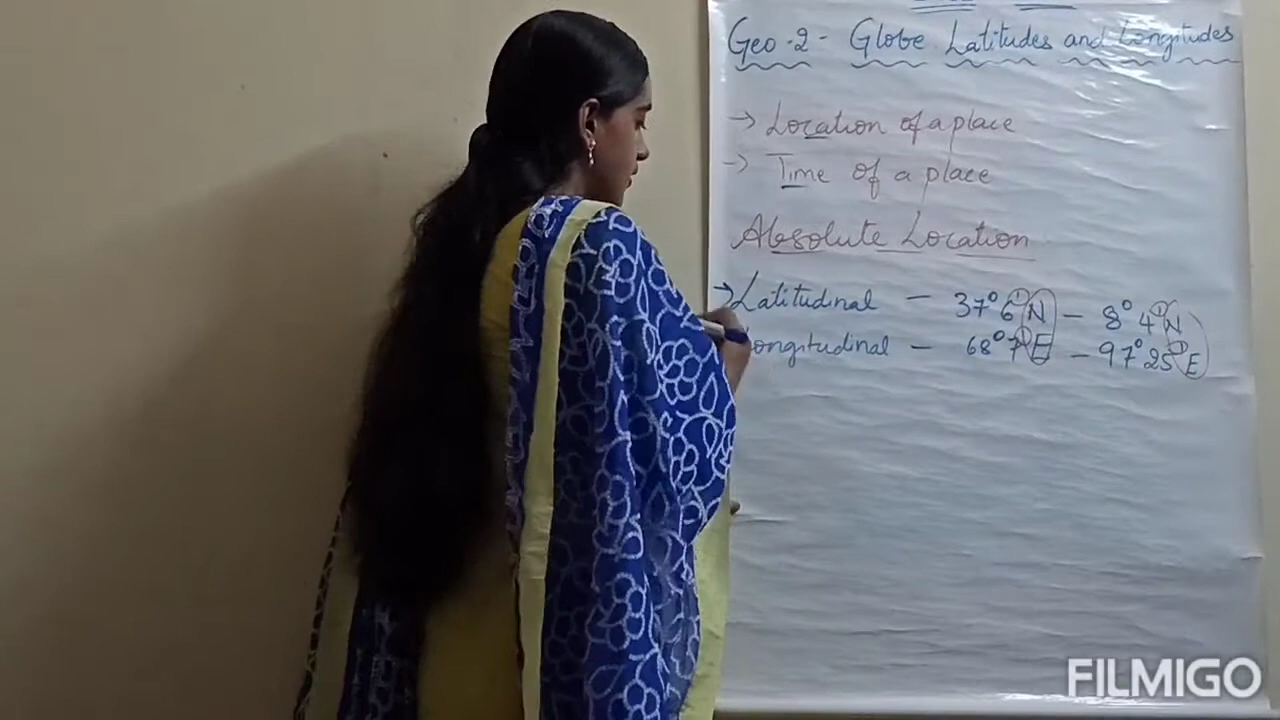 Geo-2- Globe Latitudes and Longitudes
→ Location of a place
→ Time of a place
Absolute Location
→ Latitudinal - 37°6'N - 8°4'N
Longitudinal - 68°7'E - 97°25'E
FILMIGO